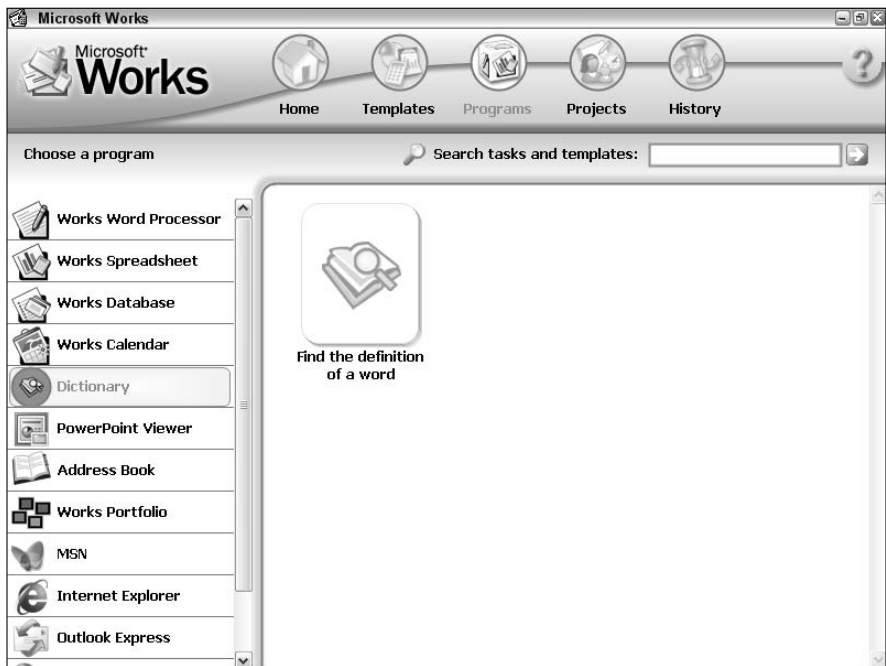 Microsoft Works
Microsoft®
Works
Home Templates Programs Projects History ?
Choose a program
Search tasks and templates:
Works Word Processor
Works Spreadsheet
Works Database
Works Calendar
Dictionary
PowerPoint Viewer
Address Book
Works Portfolio
MSN
Internet Explorer
Outlook Express
Find the definition
of a word